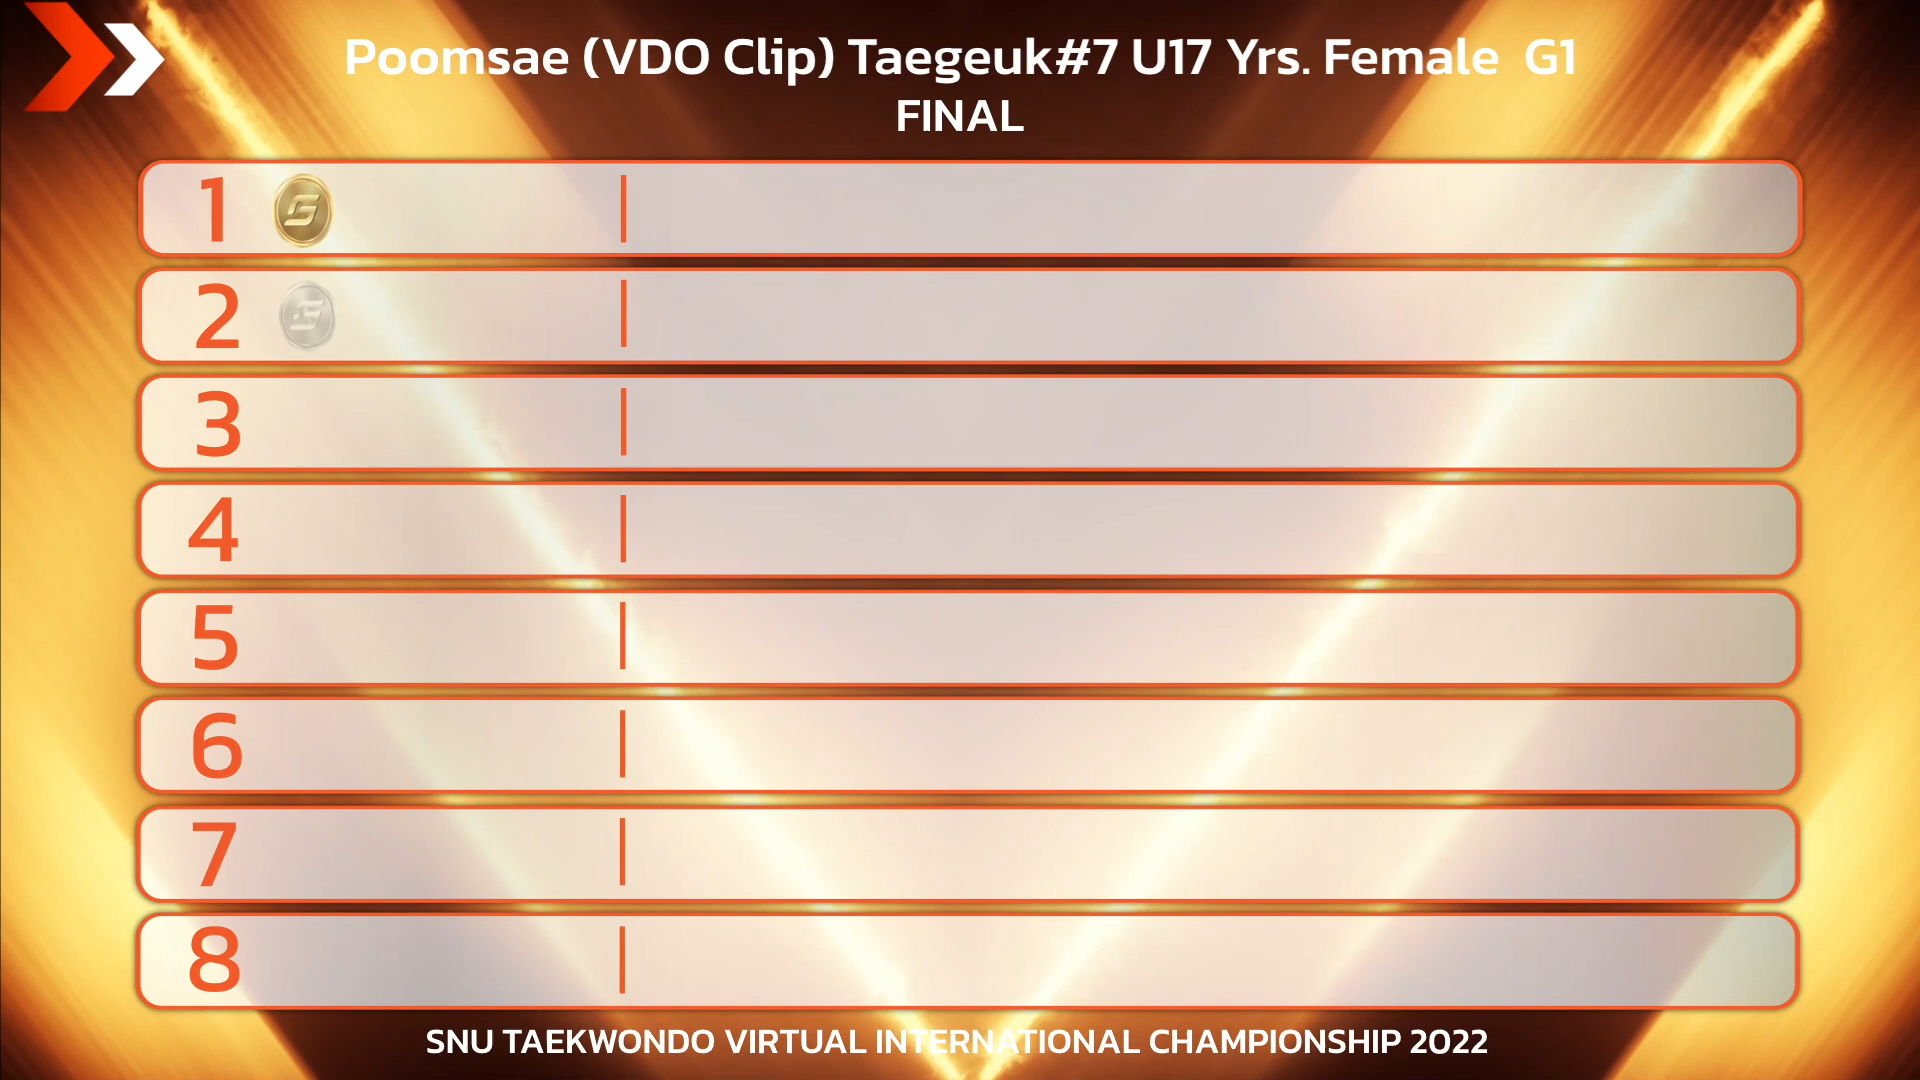 Poomsae (VDO Clip) Taegeuk#7 U17 Yrs. Female G1
FINAL
1
2
3
4
5
6
7
8
SNU TAEKWONDO VIRTUAL INTERNATIONAL CHAMPIONSHIP 2022